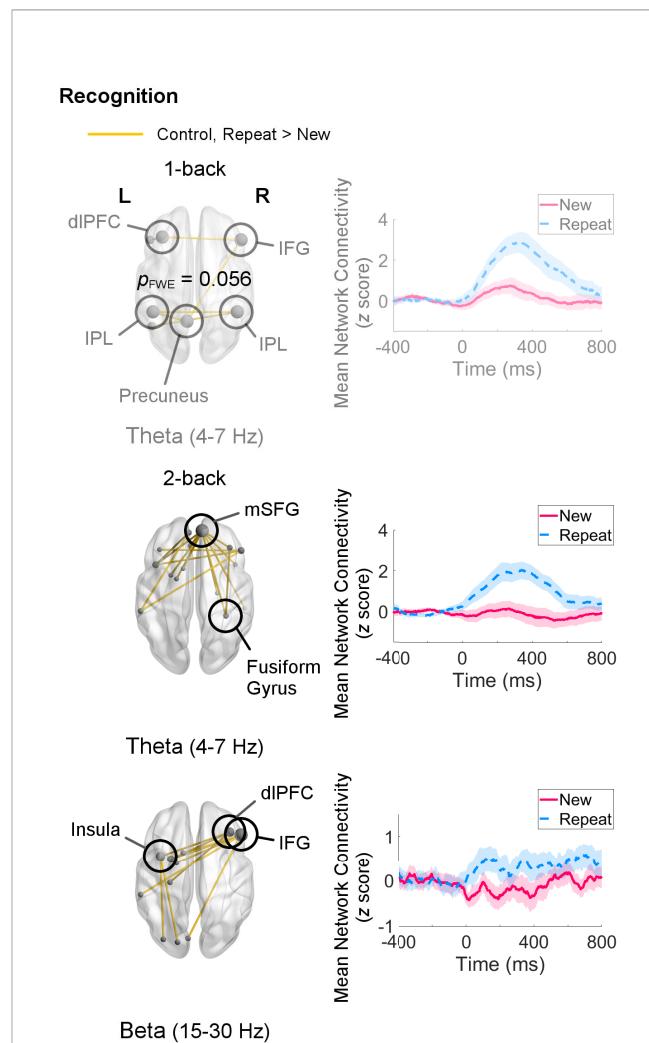 Recognition
Control, Repeat > New
1-back
L R
dlPFC
IFG
pFWE = 0.056
IPL
IPL
Precuneus
Theta (4-7 Hz)
New
Repeat
Mean Network Connectivity
(z score)
4
2
0
-400 0 400 800
Time (ms)
2-back
mSFG
Fusiform
Gyrus
Theta (4-7 Hz)
New
Repeat
Mean Network Connectivity
(z score)
4
2
0
-400 0 400 800
Time (ms)
dlPFC
Insula
IFG
Beta (15-30 Hz)
New
Repeat
Mean Network Connectivity
(z score)
1
0
-1
-400 0 400 800
Time (ms)